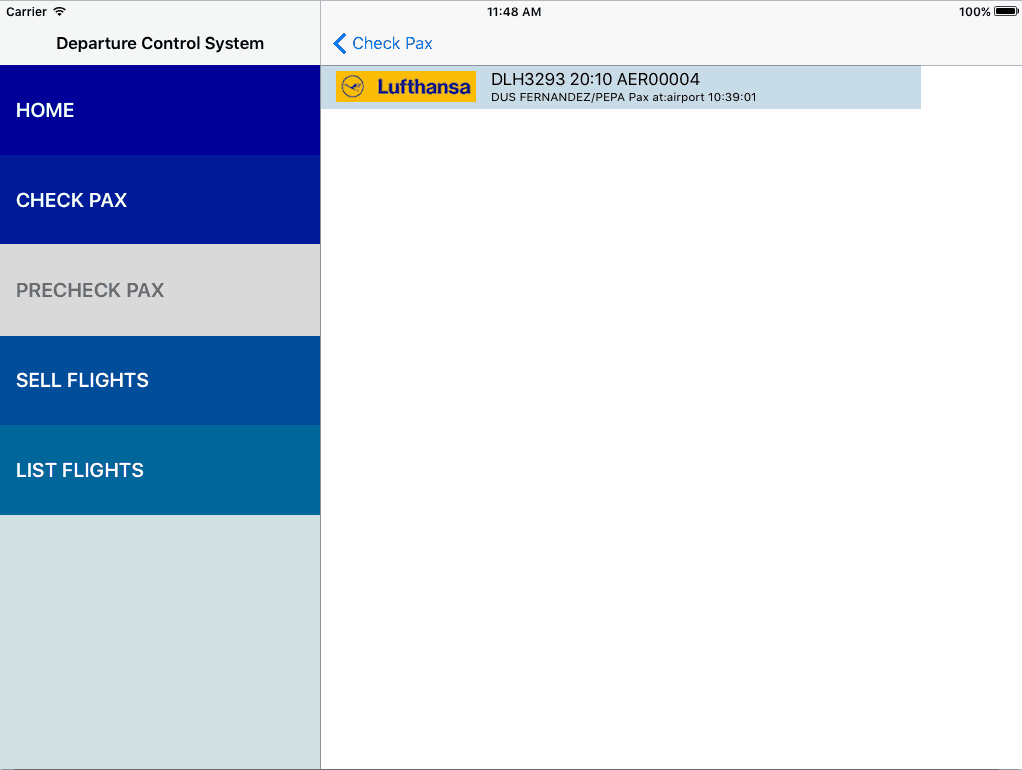 Carrier 11:48 AM 100%
Departure Control System
Check Pax
HOME
CHECK PAX
PRECHECK PAX
SELL FLIGHTS
LIST FLIGHTS
Lufthansa
DLH3293 20:10 AER00004
DUS FERNANDEZ/PEPA Pax at:airport 10:39:01